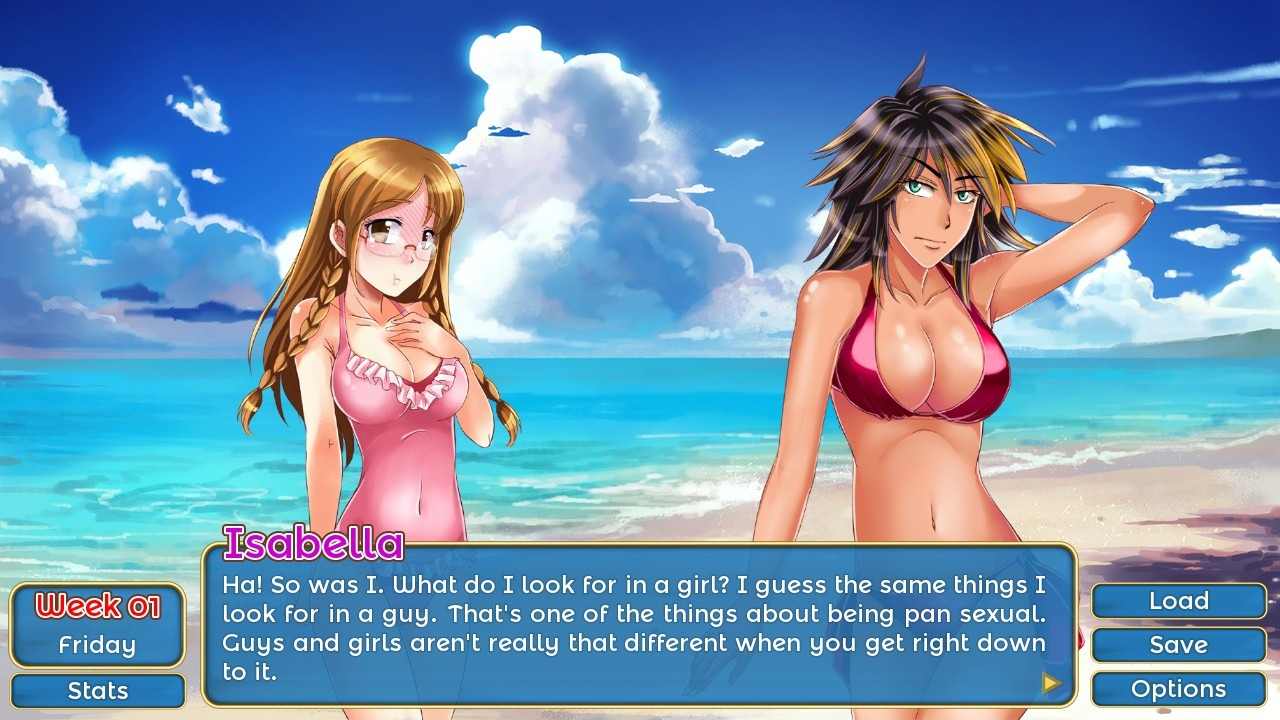 Isabella
Ha! So was I. What do I look for in a girl? I guess the same things I
look for in a guy. That's one of the things about being pan sexual.
Guys and girls aren't really that different when you get right down
to it.
Week 01
Friday
Stats
Load
Save
Options